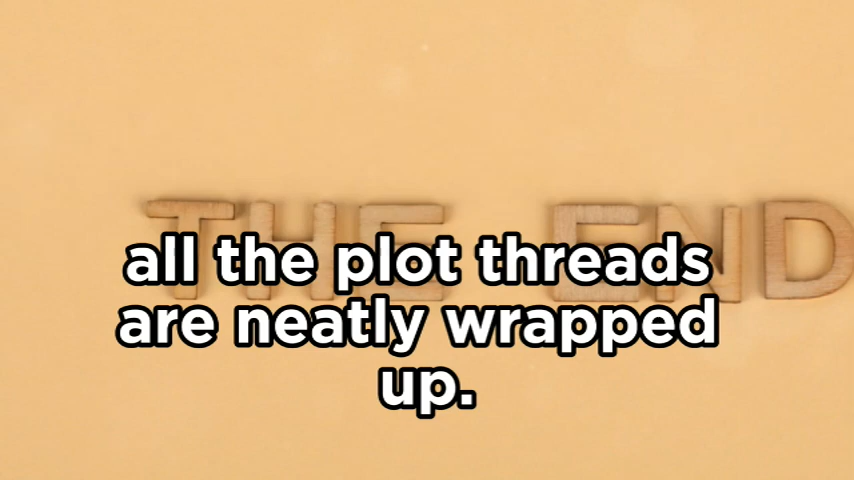 THE END
all the plot threads
are neatly wrapped
up.